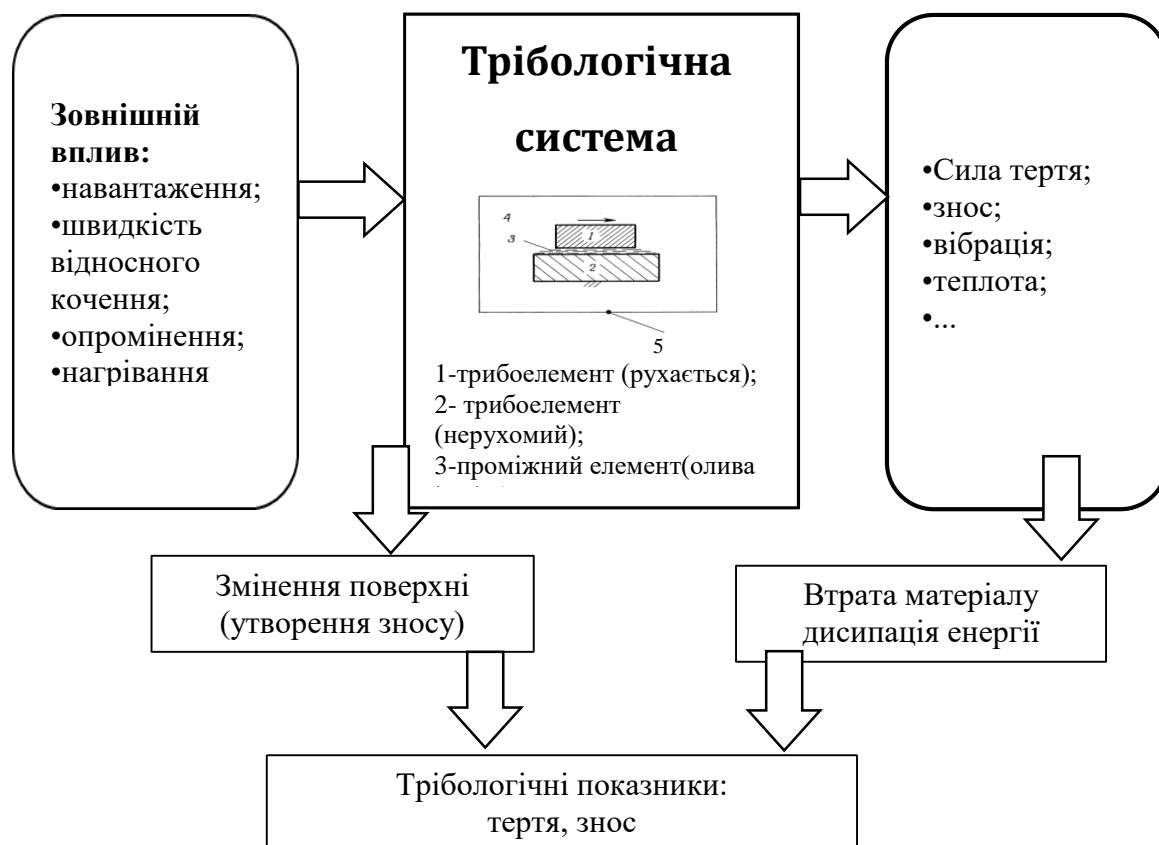 Зовнішній
вплив:
•навантаження;
•швидкість
відносного
кочення;
•опромінення;
•нагрівання
Трібологічна
система
4
3
1
2
5
1-трибоелемент (рухається);
2- трибоелемент
(нерухомий);
3-проміжний елемент(олива
•Сила тертя;
•знос;
•вібрація;
•теплота;
•...
Змінення поверхні
(утворення зносу)
Втрата матеріалу
дисипація енергії
Трібологічні показники:
тертя, знос